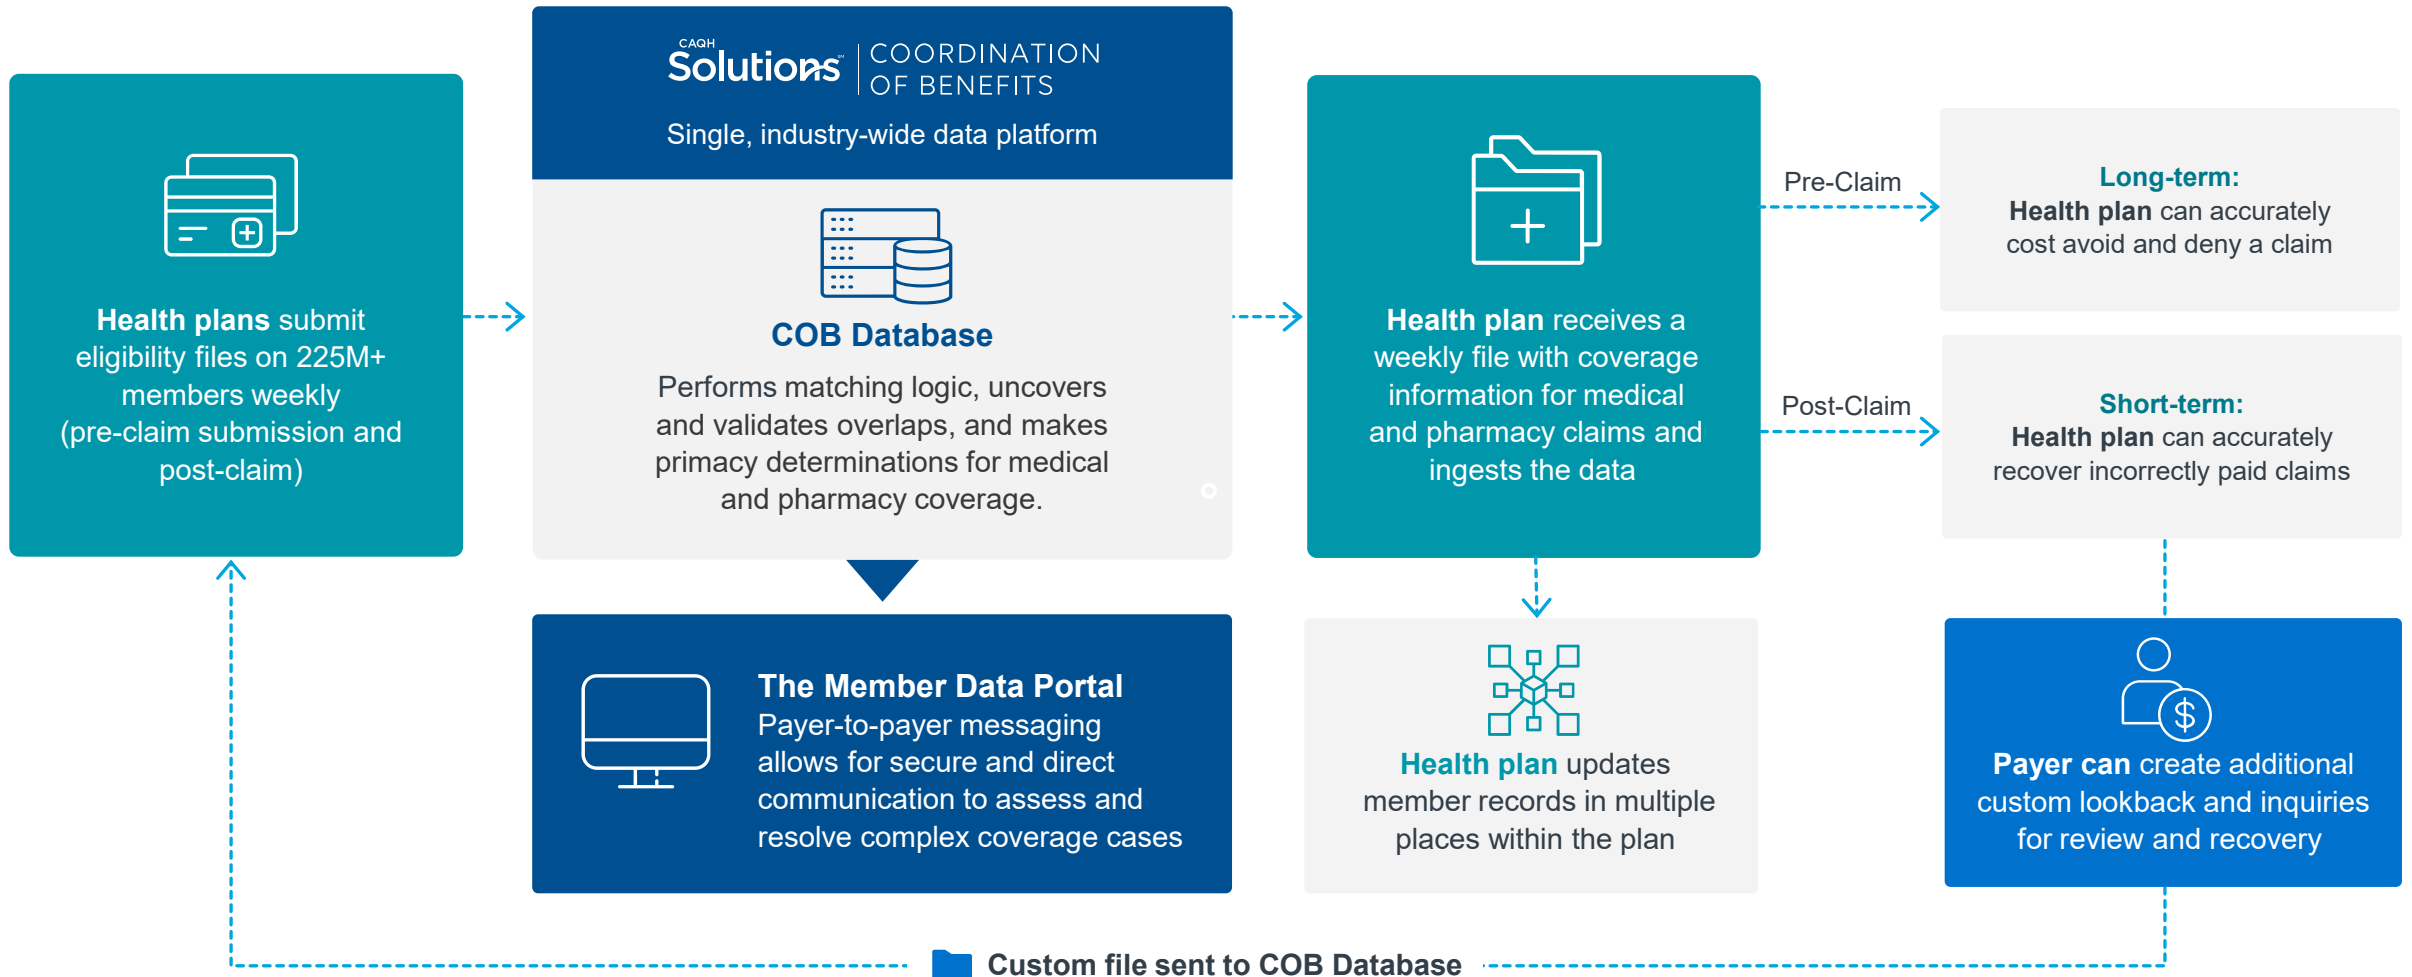 Health plans submit
eligibility files on 225M+
members weekly
(pre-claim submission and
post-claim)
CAQH
Solutions℠
COORDINATION
OF BENEFITS
Single, industry-wide data platform
COB Database
Performs matching logic, uncovers
and validates overlaps, and makes
primacy determinations for medical
and pharmacy coverage.
The Member Data Portal
Payer-to-payer messaging
allows for secure and direct
communication to assess and
resolve complex coverage cases
Health plan receives a
weekly file with coverage
information for medical
and pharmacy claims and
ingests the data
Pre-Claim
Long-term:
Health plan can accurately
cost avoid and deny a claim
Post-Claim
Short-term:
Health plan can accurately
recover incorrectly paid claims
Health plan updates
member records in multiple
places within the plan
$
Payer can create additional
custom lookback and inquiries
for review and recovery
Custom file sent to COB Database